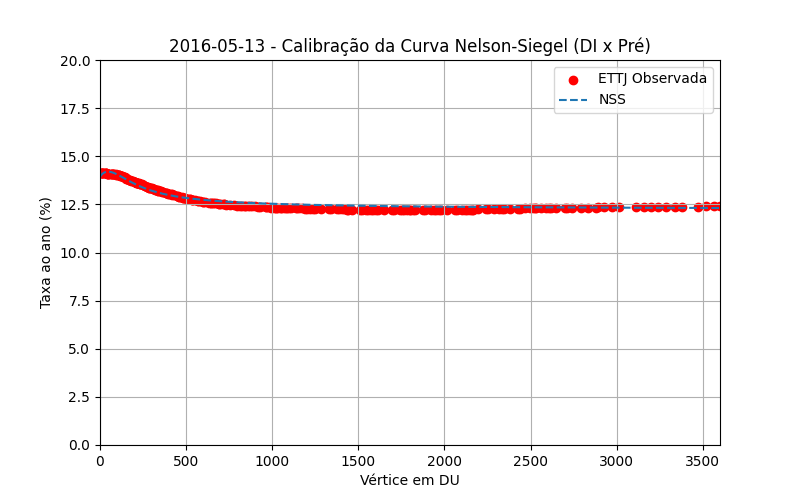 2016-05-13 - Calibração da Curva Nelson-Siegel (DI x Pré)
ETTJ Observada
NSS
Taxa ao ano (%)
20.0
17.5
15.0
12.5
10.0
7.5
5.0
2.5
0.0
0 500 1000 1500 2000 2500 3000 3500
Vértice em DU